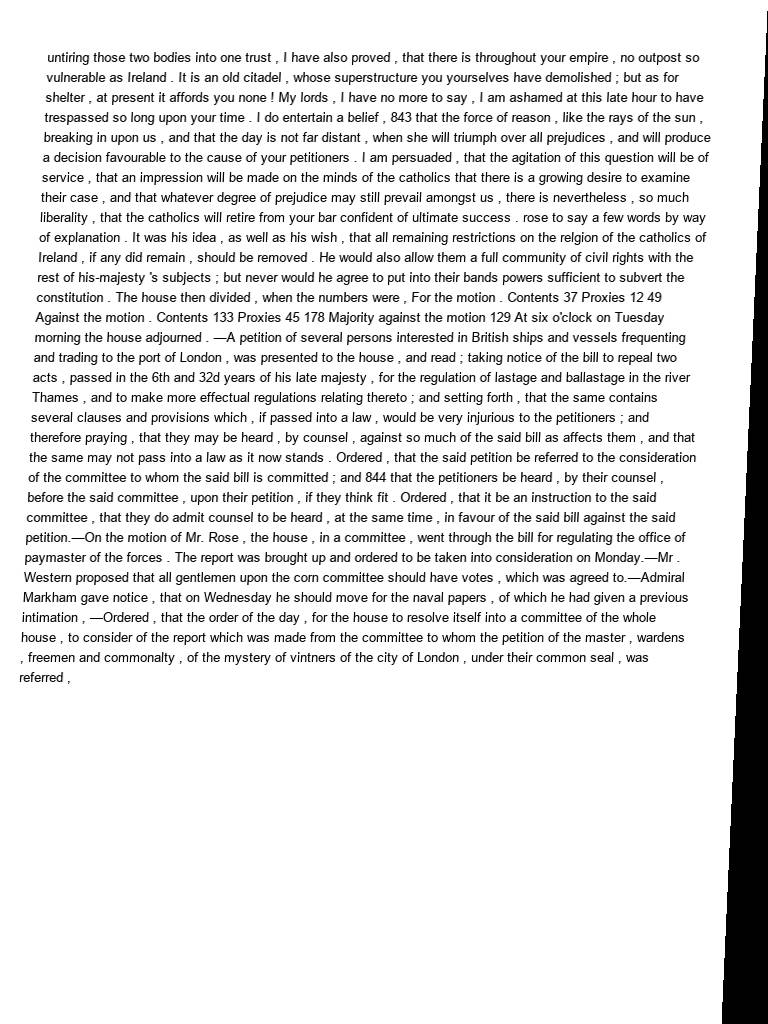 untiring those two bodies into one trust , I have also proved , that there is throughout your empire , no outpost so
vulnerable as Ireland . It is an old citadel , whose superstructure you yourselves have demolished ; but as for
shelter , at present it affords you none ! My lords , I have no more to say , I am ashamed at this late hour to have
trespassed so long upon your time . I do entertain a belief , 843 that the force of reason , like the rays of the sun ,
breaking in upon us , and that the day is not far distant , when she will triumph over all prejudices , and will produce
a decision favourable to the cause of your petitioners . I am persuaded , that the agitation of this question will be of
service , that an impression will be made on the minds of the catholics that there is a growing desire to examine
their case , and that whatever degree of prejudice may still prevail amongst us , there is nevertheless , so much
liberality , that the catholics will retire from your bar confident of ultimate success . rose to say a few words by way
of explanation . It was his idea , as well as his wish , that all remaining restrictions on the relgion of the catholics of
Ireland , if any did remain , should be removed . He would also allow them a full community of civil rights with the
rest of his-majesty 's subjects ; but never would he agree to put into their bands powers sufficient to subvert the
constitution . The house then divided , when the numbers were , For the motion . Contents 37 Proxies 12 49
Against the motion . Contents 133 Proxies 45 178 Majority against the motion 129 At six o'clock on Tuesday
morning the house adjourned . —A petition of several persons interested in British ships and vessels frequenting
and trading to the port of London , was presented to the house , and read ; taking notice of the bill to repeal two
acts , passed in the 6th and 32d years of his late majesty , for the regulation of lastage and ballastage in the river
Thames , and to make more effectual regulations relating thereto ; and setting forth , that the same contains
several clauses and provisions which , if passed into a law , would be very injurious to the petitioners ; and
therefore praying , that they may be heard , by counsel , against so much of the said bill as affects them , and that
the same may not pass into a law as it now stands . Ordered , that the said petition be referred to the consideration
of the committee to whom the said bill is committed ; and 844 that the petitioners be heard , by their counsel ,
before the said committee , upon their petition , if they think fit . Ordered , that it be an instruction to the said
committee , that they do admit counsel to be heard , at the same time , in favour of the said bill against the said
petition.—On the motion of Mr. Rose , the house , in a committee , went through the bill for regulating the office of
paymaster of the forces . The report was brought up and ordered to be taken into consideration on Monday.—Mr .
Western proposed that all gentlemen upon the corn committee should have votes , which was agreed to.—Admiral
Markham gave notice , that on Wednesday he should move for the naval papers , of which he had given a previous
intimation , —Ordered , that the order of the day , for the house to resolve itself into a committee of the whole
house , to consider of the report which was made from the committee to whom the petition of the master , wardens
, freemen and commonalty , of the mystery of vintners of the city of London , under their common seal , was
referred ,